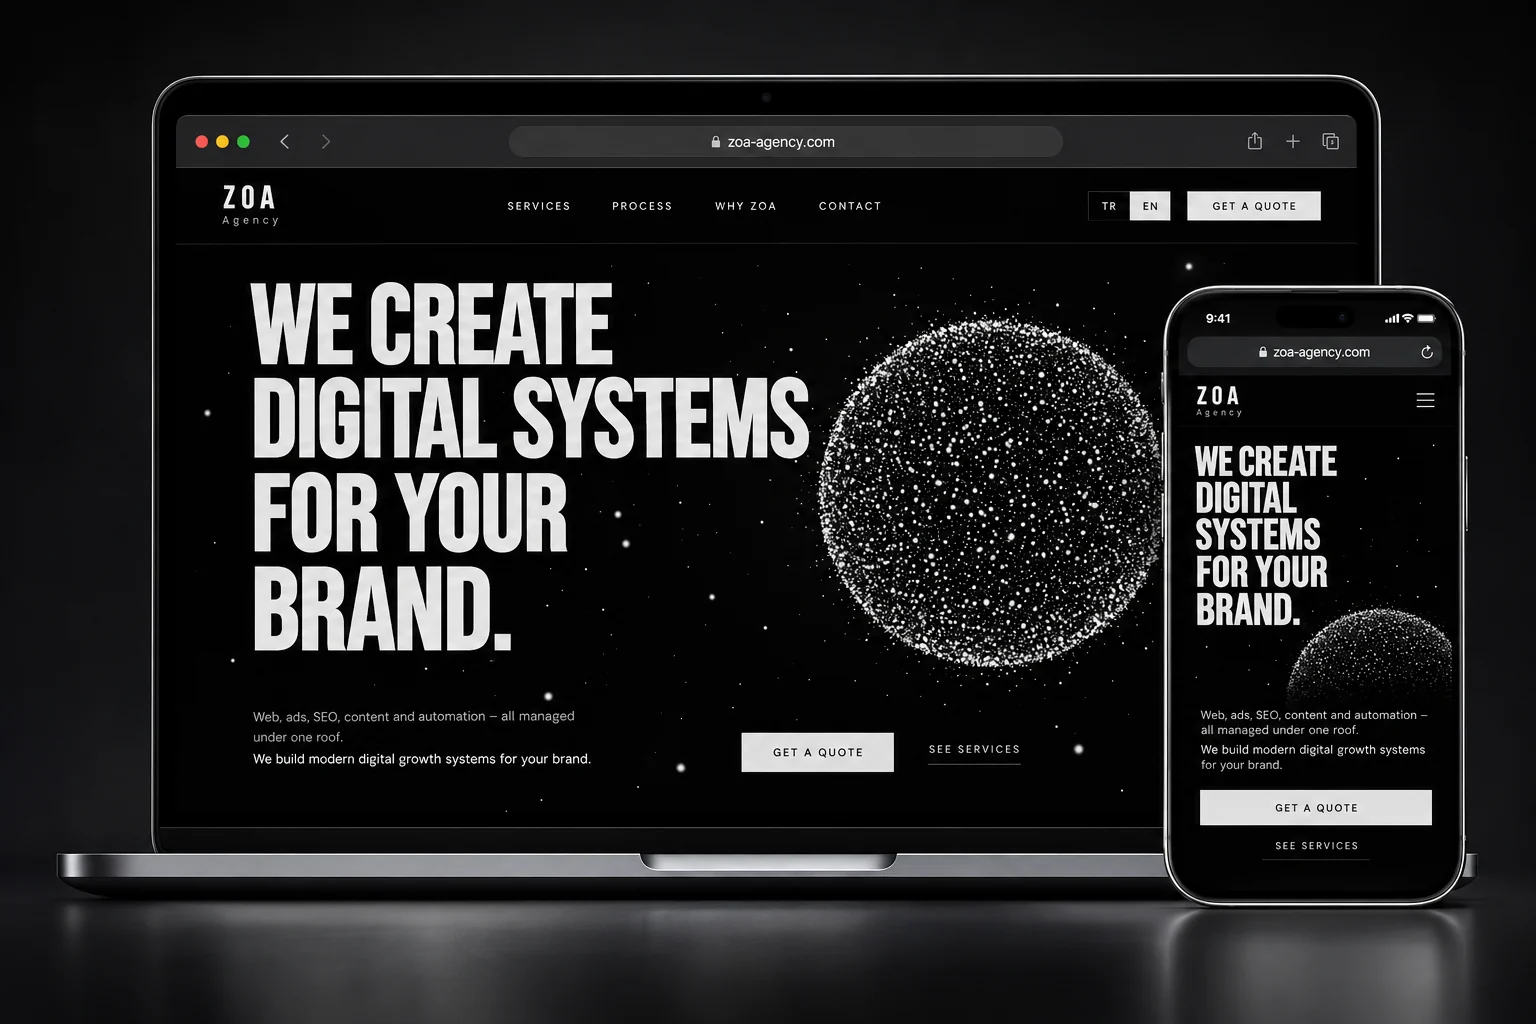 zoa-agency.com
ZOA
Agency
SERVICES PROCESS WHY ZOA CONTACT
TR EN GET A QUOTE
WE CREATE
DIGITAL SYSTEMS
FOR YOUR
BRAND.
Web, ads, SEO, content and automation – all managed
under one roof.
We build modern digital growth systems for your brand.
GET A QUOTE SEE SERVICES
9:41
zoa-agency.com
ZOA
Agency
WE CREATE
DIGITAL
SYSTEMS
FOR YOUR
BRAND.
Web, ads, SEO, content and automation –
all managed under one roof.
We build modern digital growth systems
for your brand.
GET A QUOTE
SEE SERVICES